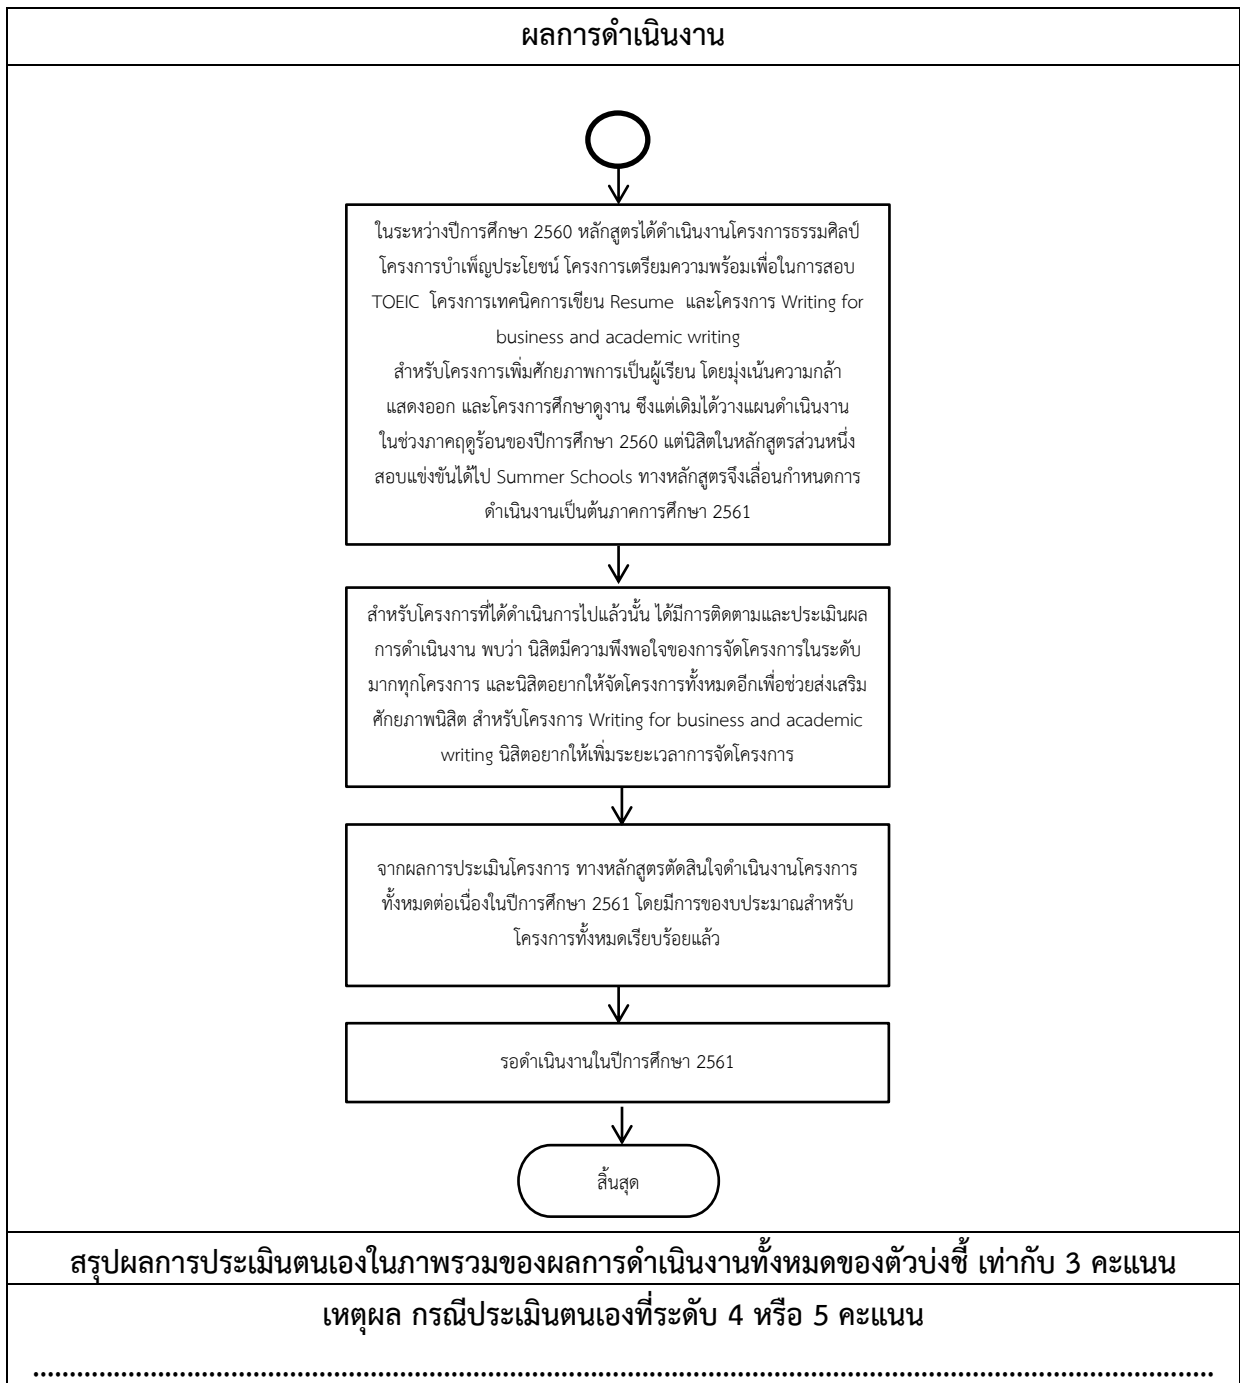 ผลการดำเนินงาน
ในระหว่างปีการศึกษา 2560 หลักสูตรได้ดำเนินงานโครงการธรรมศิลป์
โครงการบำเพ็ญประโยชน์ โครงการเตรียมความพร้อมเพื่อในการสอบ
TOEIC โครงการเทคนิคการเขียน Resume และโครงการ Writing for
business and academic writing
สำหรับโครงการเพิ่มศักยภาพการเป็นผู้เรียน โดยมุ่งเน้นความกล้า
แสดงออก และโครงการศึกษาดูงาน ซึงแต่เดิมได้วางแผนดำเนินงาน
ในช่วงภาคฤดูร้อนของปีการศึกษา 2560 แต่นิสิตในหลักสูตรส่วนหนึ่ง
สอบแข่งขันได้ไป Summer Schools ทางหลักสูตรจึงเลื่อนกำหนดการ
ดำเนินงานเป็นต้นภาคการศึกษา 2561
สำหรับโครงการที่ได้ดำเนินการไปแล้วนั้น ได้มีการติดตามและประเมินผล
การดำเนินงาน พบว่า นิสิตมีความพึงพอใจของการจัดโครงการในระดับ
มากทุกโครงการ และนิสิตอยากให้จัดโครงการทั้งหมดอีกเพื่อช่วยส่งเสริม
ศักยภาพนิสิต สำหรับโครงการ Writing for business and academic
writing นิสิตอยากให้เพิ่มระยะเวลาการจัดโครงการ
จากผลการประเมินโครงการ ทางหลักสูตรตัดสินใจดำเนินงานโครงการ
ทั้งหมดต่อเนื่องในปีการศึกษา 2561 โดยมีการของบประมาณสำหรับ
โครงการทั้งหมดเรียบร้อยแล้ว
รอดำเนินงานในปีการศึกษา 2561
สิ้นสุด
สรุปผลการประเมินตนเองในภาพรวมของผลการดำเนินงานทั้งหมดของตัวบ่งชี้ เท่ากับ 3 คะแนน
เหตุผล กรณีประเมินตนเองที่ระดับ 4 หรือ 5 คะแนน